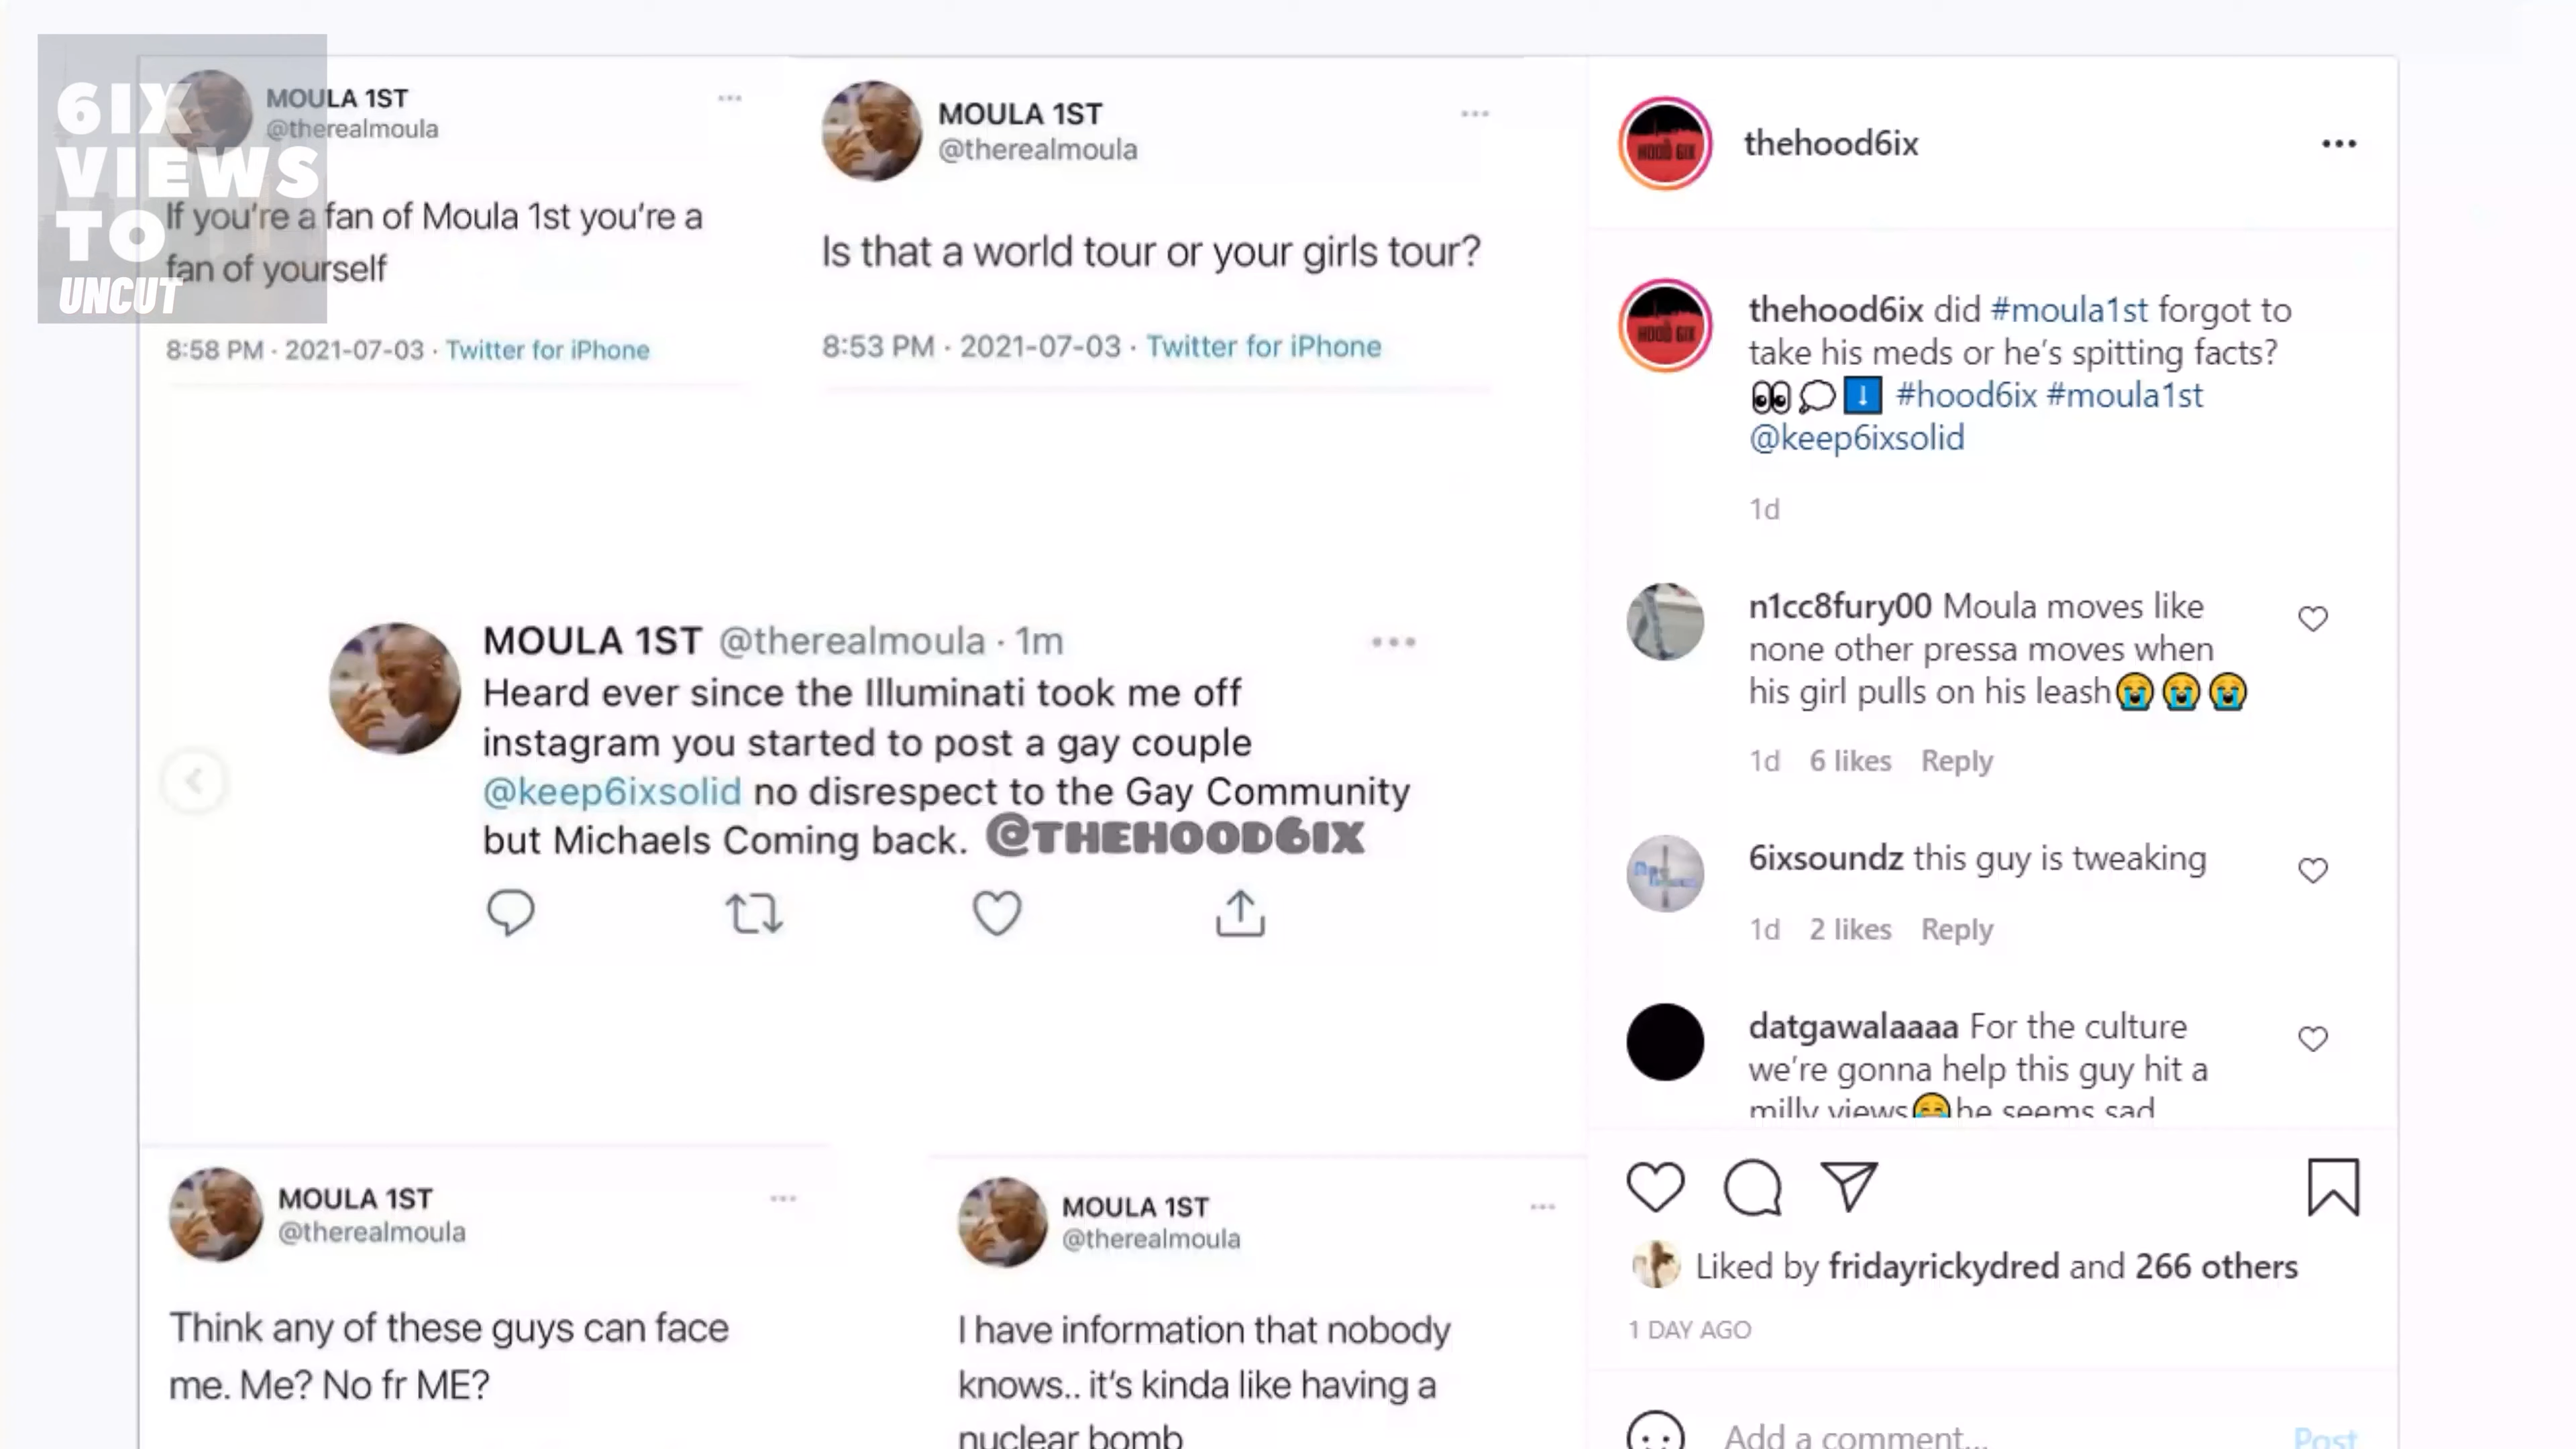 6IX
VIEWS
TO
UNCUT
MOULA 1ST
@therealmoula
If you're a fan of Moula 1st you're a
fan of yourself
8:58 PM · 2021-07-03 · Twitter for iPhone
MOULA 1ST
@therealmoula
Is that a world tour or your girls tour?
8:53 PM · 2021-07-03 · Twitter for iPhone
MOULA 1ST @therealmoula · 1m
Heard ever since the Illuminati took me off
instagram you started to post a gay couple
@keep6ixsolid no disrespect to the Gay Community
but Michaels Coming back. @THEHOOD6IX
MOULA 1ST
@therealmoula
Think any of these guys can face
me. Me? No fr ME?
MOULA 1ST
@therealmoula
I have information that nobody
knows.. it's kinda like having a
nuclear bomb
HOOD 6IX
thehood6ix
HOOD 6IX
thehood6ix did #moula1st forgot to
take his meds or he's spitting facts?
👀💭⬇️ #hood6ix #moula1st
@keep6ixsolid
1d
n1cc8fury00 Moula moves like
none other pressa moves when
his girl pulls on his leash😭😭😭
1d 6 likes Reply
6ixsoundz this guy is tweaking
1d 2 likes Reply
datgawalaaaa For the culture
we're gonna help this guy hit a
milly views😂he seems sad
Liked by fridayrickydred and 266 others
1 DAY AGO
Add a comment...
Post